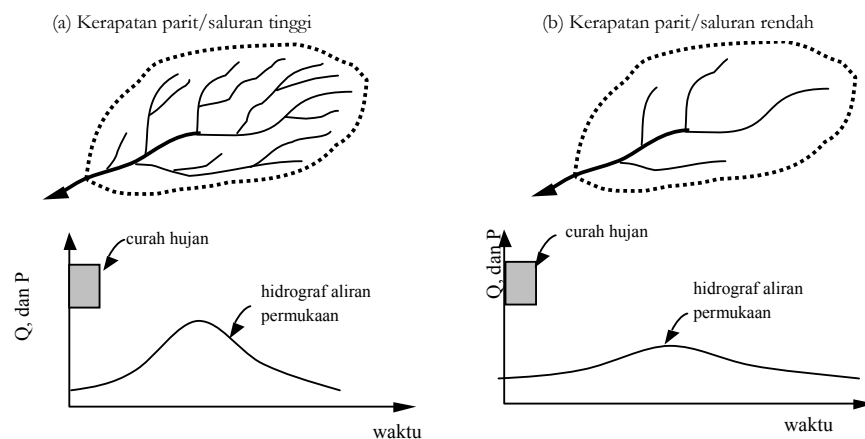 (a) Kerapatan parit/saluran tinggi
curah hujan
Q, dan P
hidrograf aliran
permukaan
waktu
(b) Kerapatan parit/saluran rendah
curah hujan
Q, dan P
hidrograf aliran
permukaan
waktu